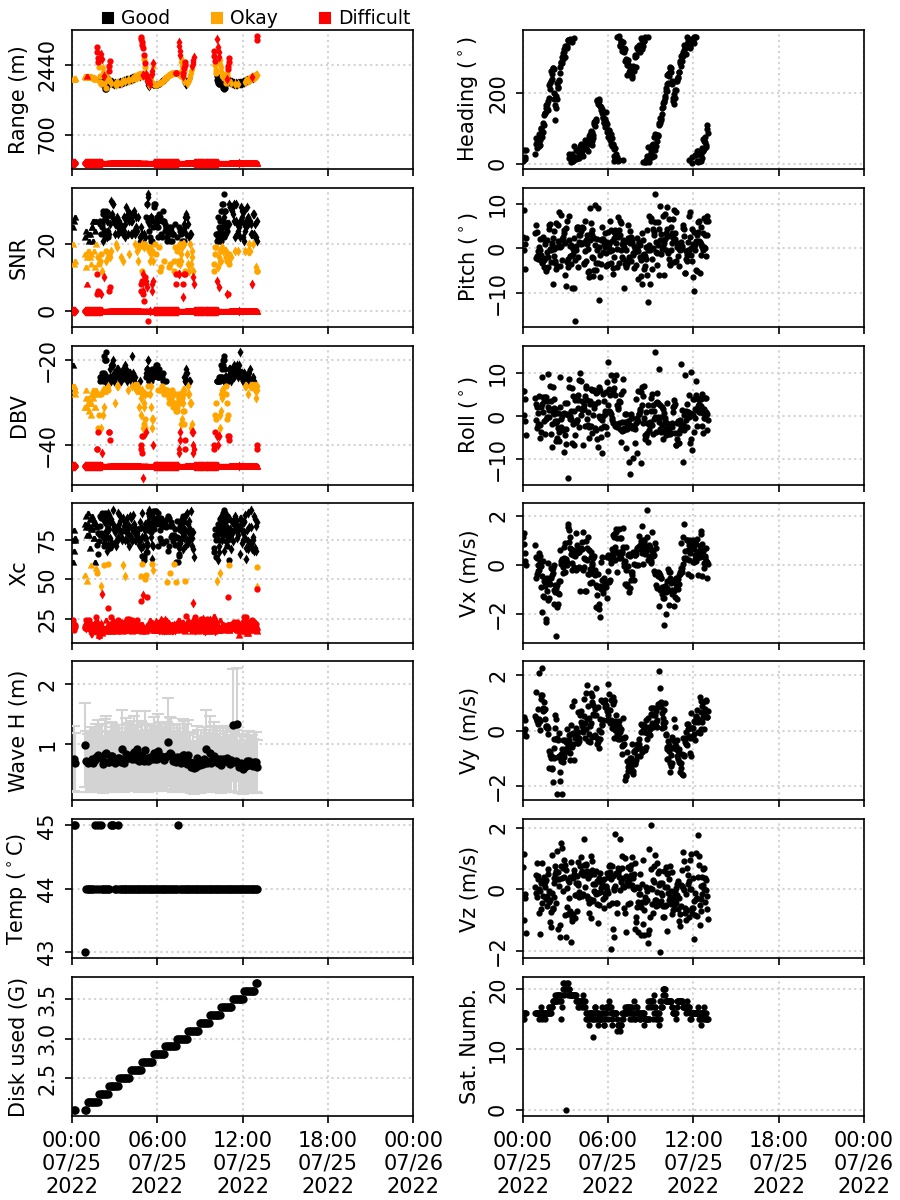 Good Okay Difficult
Range (m)
2440
700
Heading (°)
200
0
SNR
20
0
Pitch (°)
10
0
−10
DBV
−20
−40
Roll (°)
10
0
−10
Xc
75
50
25
Vx (m/s)
2
0
−2
Wave H (m)
2
1
Vy (m/s)
2
0
−2
Temp (°C)
45
44
43
Vz (m/s)
2
0
−2
Disk used (G)
3.5
3.0
2.5
Sat. Numb.
20
10
0
00:00 06:00 12:00 18:00 00:00
07/25 07/25 07/25 07/25 07/26
2022 2022 2022 2022 2022
00:00 06:00 12:00 18:00 00:00
07/25 07/25 07/25 07/25 07/26
2022 2022 2022 2022 2022